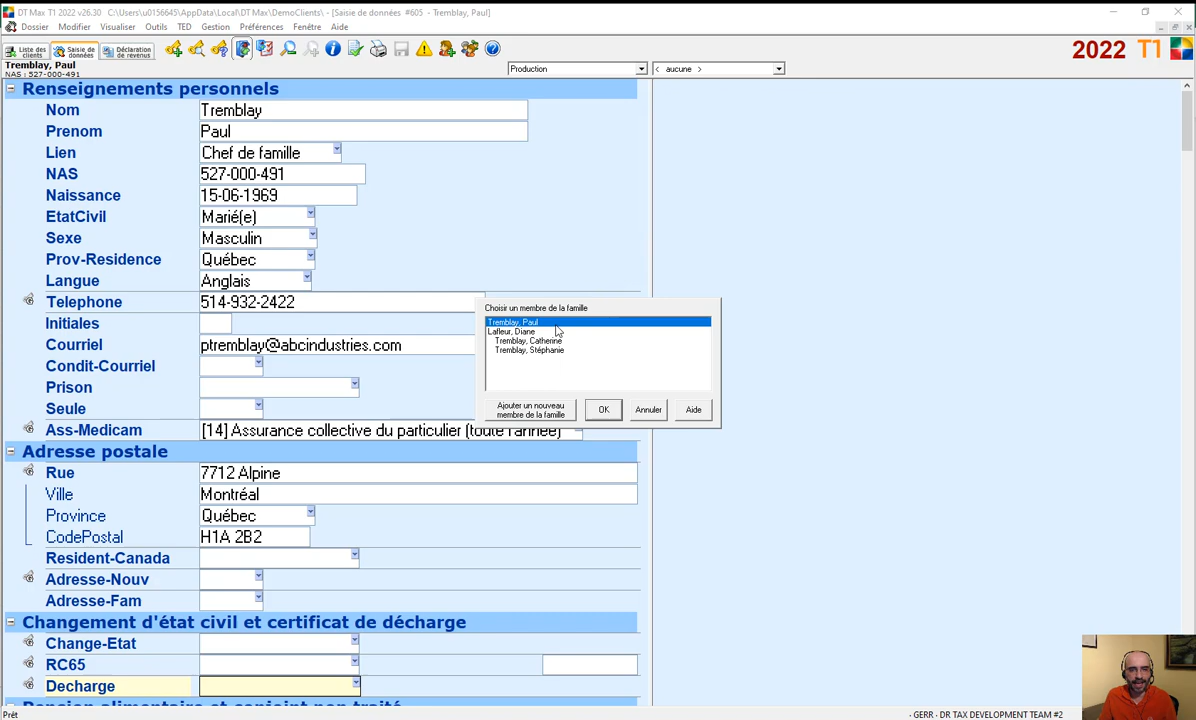 DT Max T1 2022 v26.30 - C:\Users\u0156645\AppData\Local\DT Max\DemoClients\ - [Saisie de données #605 - Tremblay, Paul]
Dossier Modifier Visualiser Outils TED Gestion Préférences Fenêtre Aide
Liste des clients Saisie de données Déclaration de revenus
Production < aucune > 2022 T1
Tremblay, Paul
NAS : 527-000-491
Renseignements personnels
Nom Tremblay
Prenom Paul
Lien Chef de famille
NAS 527-000-491
Naissance 15-06-1969
EtatCivil Marié(e)
Sexe Masculin
Prov-Residence Québec
Langue Anglais
Telephone 514-932-2422
Initiales
Courriel ptremblay@abcindustries.com
Condit-Courriel
Prison
Seule
Ass-Medicam [14] Assurance collective du particulier (toute l'année)
Choisir un membre de la famille
Tremblay, Paul
Lafleur, Diane
Tremblay, Catherine
Tremblay, Stéphanie
Ajouter un nouveau membre de la famille OK Annuler Aide
Adresse postale
Rue 7712 Alpine
Ville Montréal
Province Québec
CodePostal H1A 2B2
Resident-Canada
Adresse-Nouv
Adresse-Fam
Changement d'état civil et certificat de décharge
Change-Etat
RC65
Decharge
Pension alimentaire et conjoint non traité
Prêt - GERR - DR TAX DEVELOPMENT TEAM #2